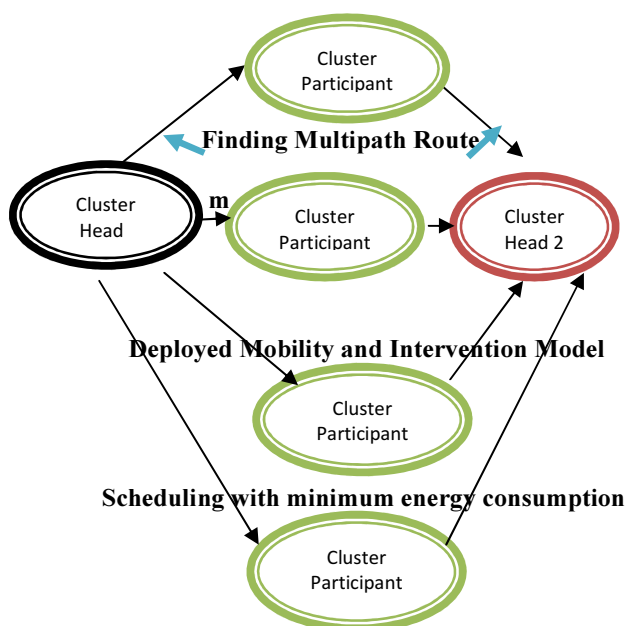 Cluster
Participant
Finding Multipath Route
Cluster
Head
m
Cluster
Participant
Cluster
Head 2
Deployed Mobility and Intervention Model
Cluster
Participant
Scheduling with minimum energy consumption
Cluster
Participant